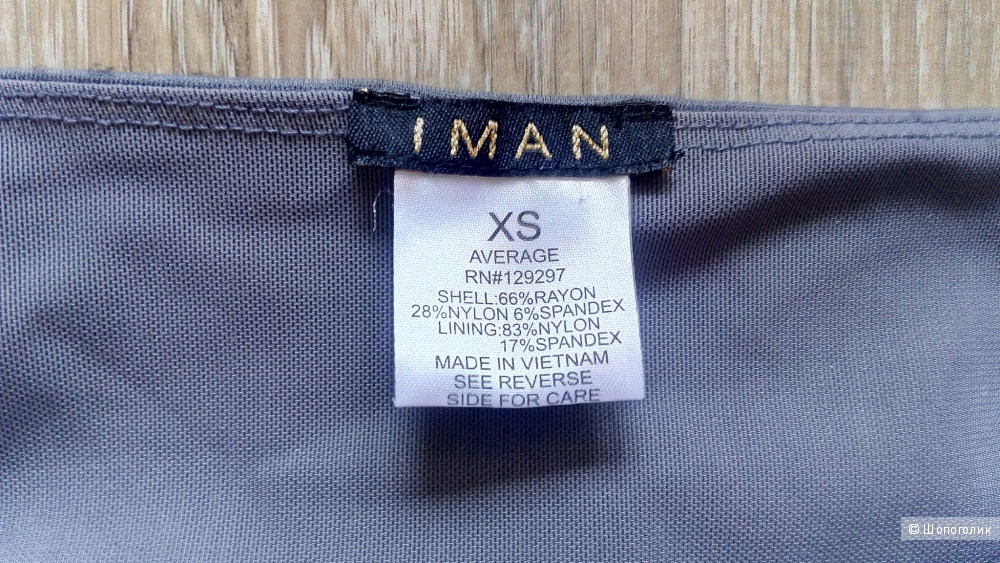 IMAN
XS
AVERAGE
RN#129297
SHELL:66%RAYON
28%NYLON 6%SPANDEX
LINING:83%NYLON
17%SPANDEX
MADE IN VIETNAM
SEE REVERSE
SIDE FOR CARE
© Шопоголик